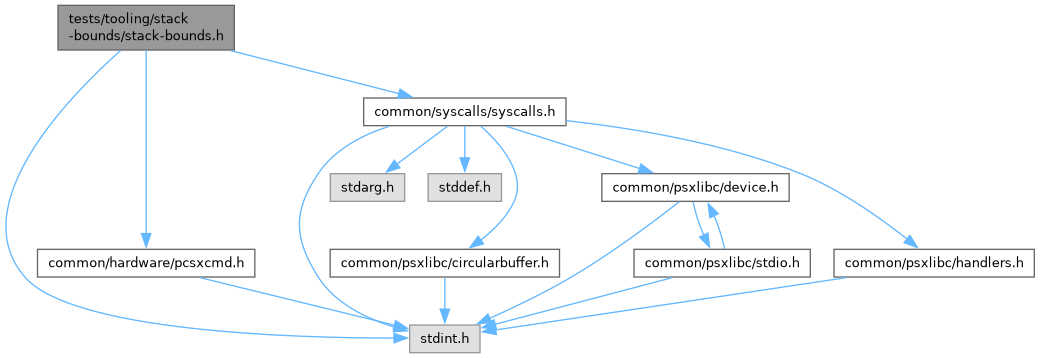 tests/tooling/stack
-bounds/stack-bounds.h
common/syscalls/syscalls.h
stdarg.h
stddef.h
common/psxlibc/device.h
common/hardware/pcsxcmd.h
common/psxlibc/circularbuffer.h
common/psxlibc/stdio.h
common/psxlibc/handlers.h
stdint.h